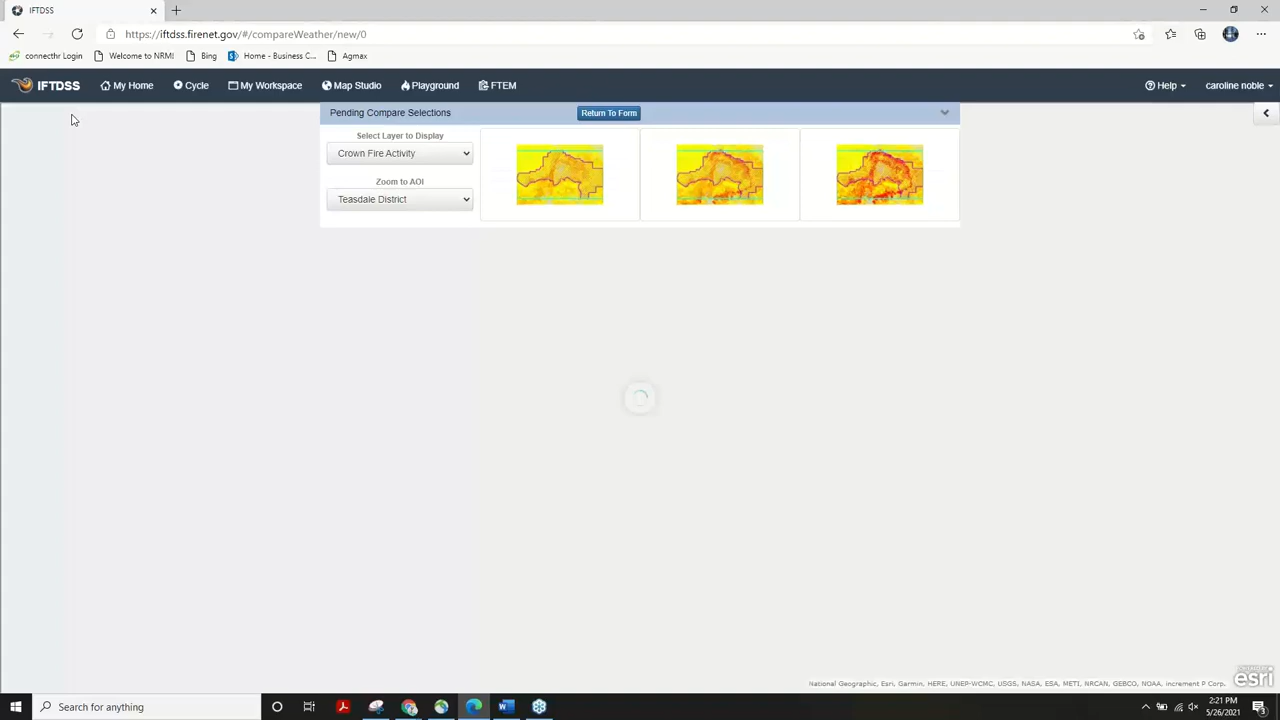 IFTDSS
https://iftdss.firenet.gov/#/compareWeather/new/0
connecthr Login
Welcome to NRMI
Bing
Home - Business C...
Agmax
IFTDSS
My Home
Cycle
My Workspace
Map Studio
Playground
FTEM
Help
caroline noble
Pending Compare Selections
Return To Form
Select Layer to Display
Crown Fire Activity
Zoom to AOI
Teasdale District
National Geographic, Esri, Garmin, HERE, UNEP-WCMC, USGS, NASA, ESA, METI, NRCAN, GEBCO, NOAA, increment P Corp.
esri
Search for anything
2:21 PM
5/26/2021